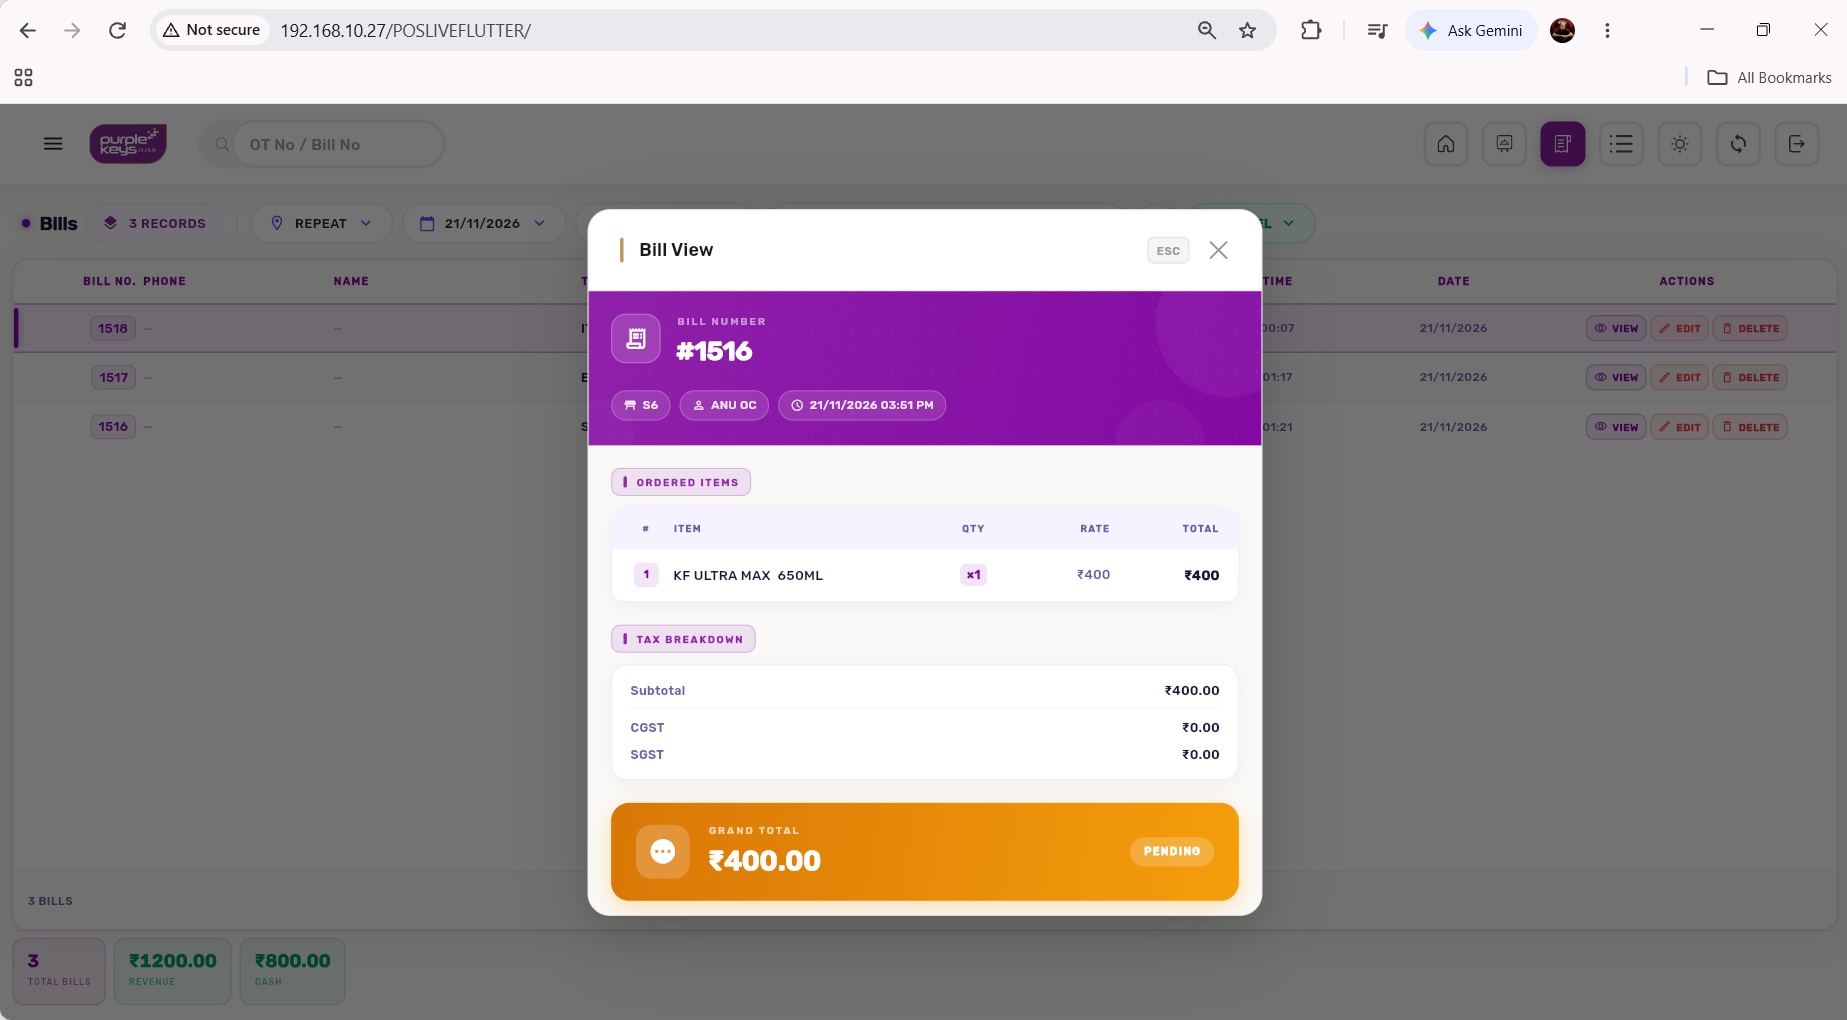 Not secure 192.168.10.27/POSLIVEFLUTTER/ Ask Gemini
All Bookmarks
purple keys CLOUD OT No / Bill No
Bills 3 RECORDS REPEAT 21/11/2026
BILL NO. PHONE NAME TIME DATE ACTIONS
1518 – – 00:07 21/11/2026 VIEW EDIT DELETE
1517 – – 01:17 21/11/2026 VIEW EDIT DELETE
1516 – – 01:21 21/11/2026 VIEW EDIT DELETE
Bill View ESC
BILL NUMBER
#1516
S6 ANU OC 21/11/2026 03:51 PM
ORDERED ITEMS
# ITEM QTY RATE TOTAL
1 KF ULTRA MAX  650ML ×1 ₹400 ₹400
TAX BREAKDOWN
Subtotal ₹400.00
CGST ₹0.00
SGST ₹0.00
GRAND TOTAL
₹400.00
PENDING
3 BILLS
3 ₹1200.00 ₹800.00
TOTAL BILLS REVENUE CASH